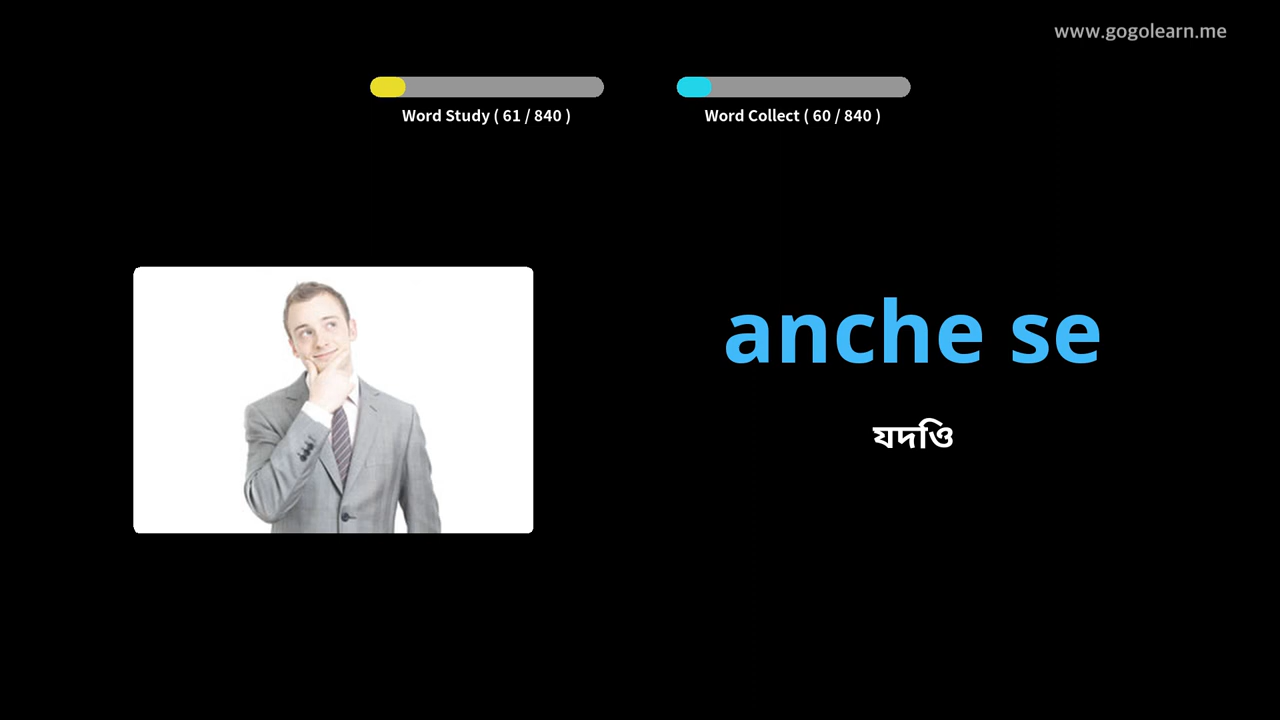 www.gogolearn.me
Word Study ( 61 / 840 )
Word Collect ( 60 / 840 )
anche se
যদিও